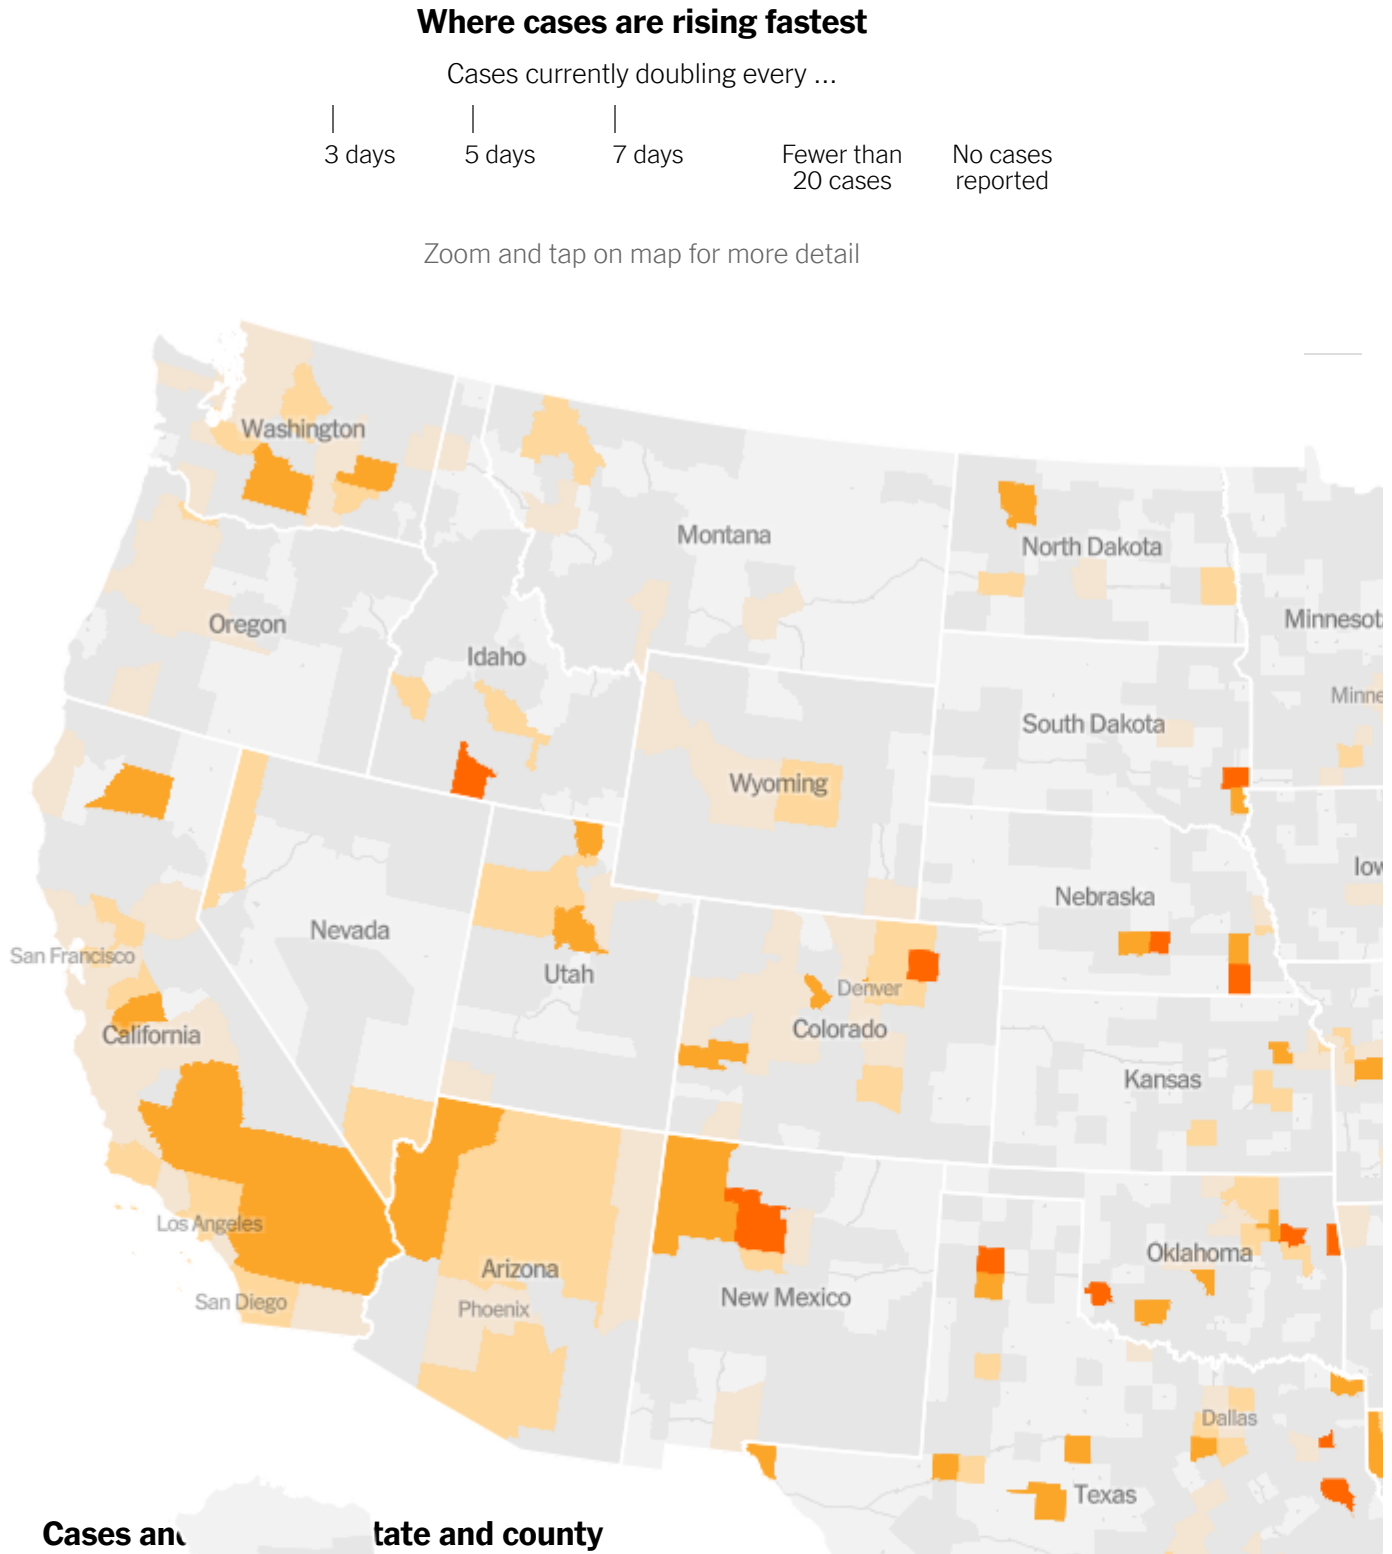 Where cases are rising fastest
Cases currently doubling every ...
3 days
5 days
7 days
Fewer than
20 cases
No cases
reported
Zoom and tap on map for more detail
Washington
Montana
North Dakota
Minnesot
Oregon
Idaho
Minne
South Dakota
Wyoming
Iow
Nebraska
Nevada
San Francisco
Utah
Denver
Colorado
California
Kansas
Los Angeles
Oklahoma
Arizona
New Mexico
San Diego
Phoenix
Dallas
Texas
Cases and tate and county